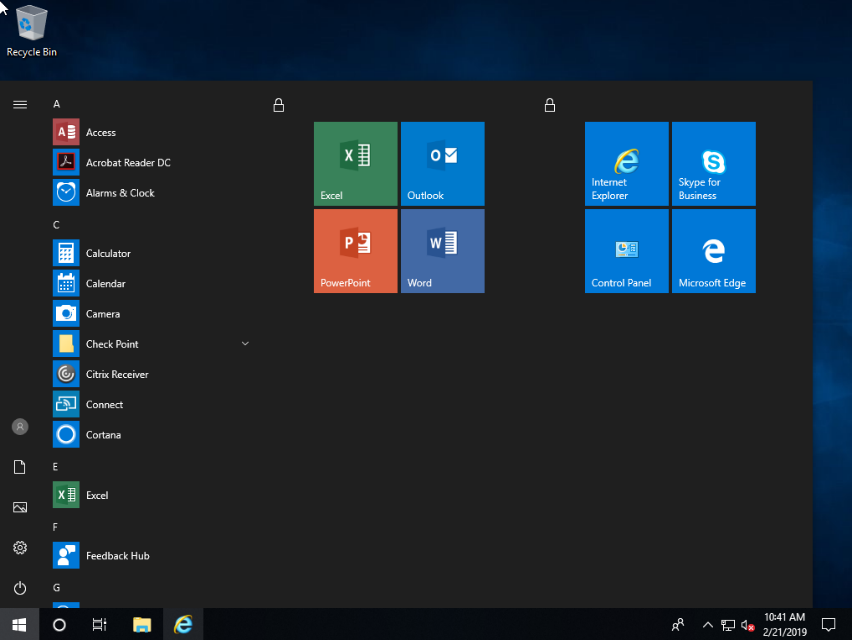 Recycle Bin
A
Access
Acrobat Reader DC
Alarms & Clock
C
Calculator
Calendar
Camera
Check Point
Citrix Receiver
Connect
Cortana
E
Excel
F
Feedback Hub
G
Excel
Outlook
PowerPoint
Word
Internet
Explorer
Skype for
Business
Control Panel
Microsoft Edge
10:41 AM
2/21/2019